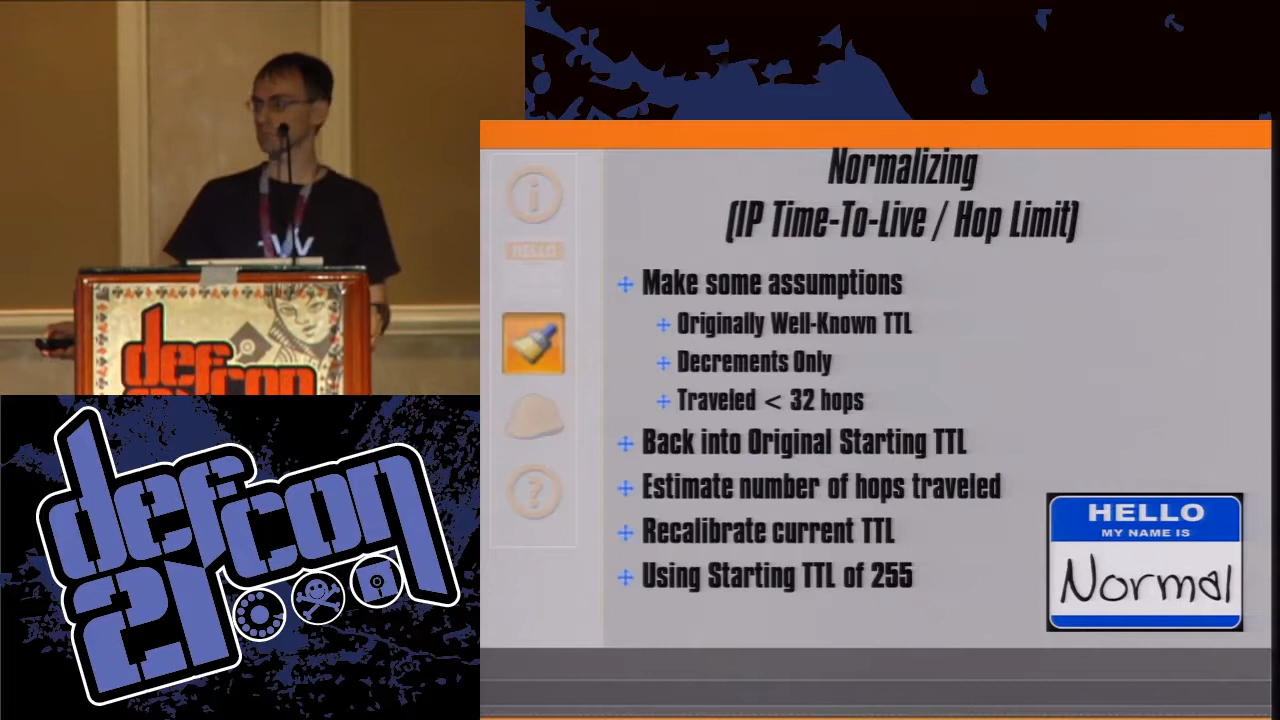 Normalizing
(IP Time-To-Live / Hop Limit)
i
HELLO
Make some assumptions
Originally Well-Known TTL
Decrements Only
Traveled < 32 hops
Back into Original Starting TTL
Estimate number of hops traveled
Recalibrate current TTL
Using Starting TTL of 255
?
HELLO
MY NAME IS
Normal
defcon
defcon
21